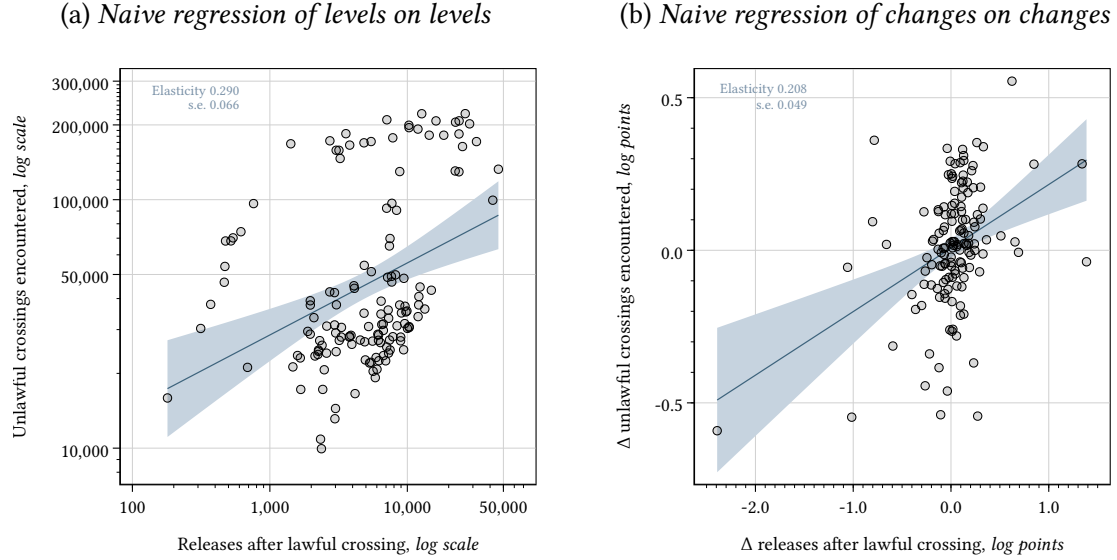 (a) Naive regression of levels on levels
Elasticity 0.290
s.e. 0.066
Unlawful crossings encountered, log scale
300,000
200,000
100,000
50,000
10,000
100
1,000
10,000
50,000
Releases after lawful crossing, log scale
(b) Naive regression of changes on changes
Elasticity 0.208
s.e. 0.049
Δ unlawful crossings encountered, log points
0.5
0.0
-0.5
-2.0
-1.0
0.0
1.0
Δ releases after lawful crossing, log points